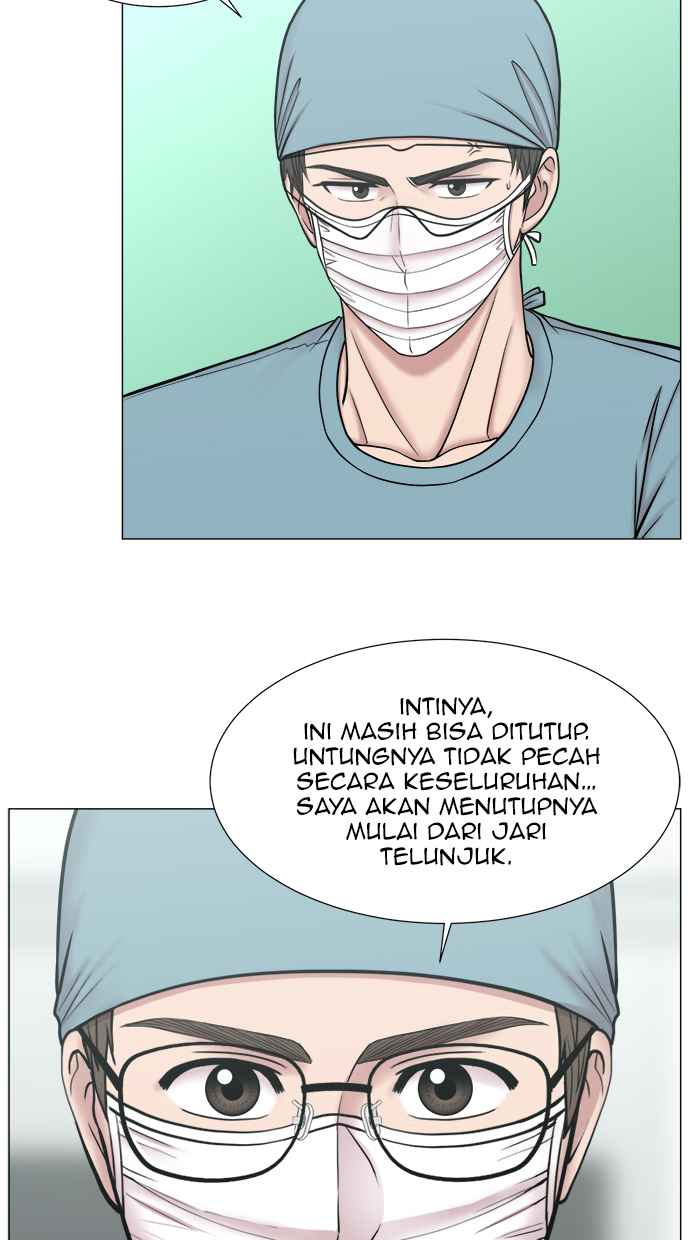 INTINYA,
INI MASIH BISA DITUTUP.
UNTUNGNYA TIDAK PECAH
SECARA KESELURUHAN...
SAYA AKAN MENUTUPNYA
MULAI DARI JARI
TELUNJUK.